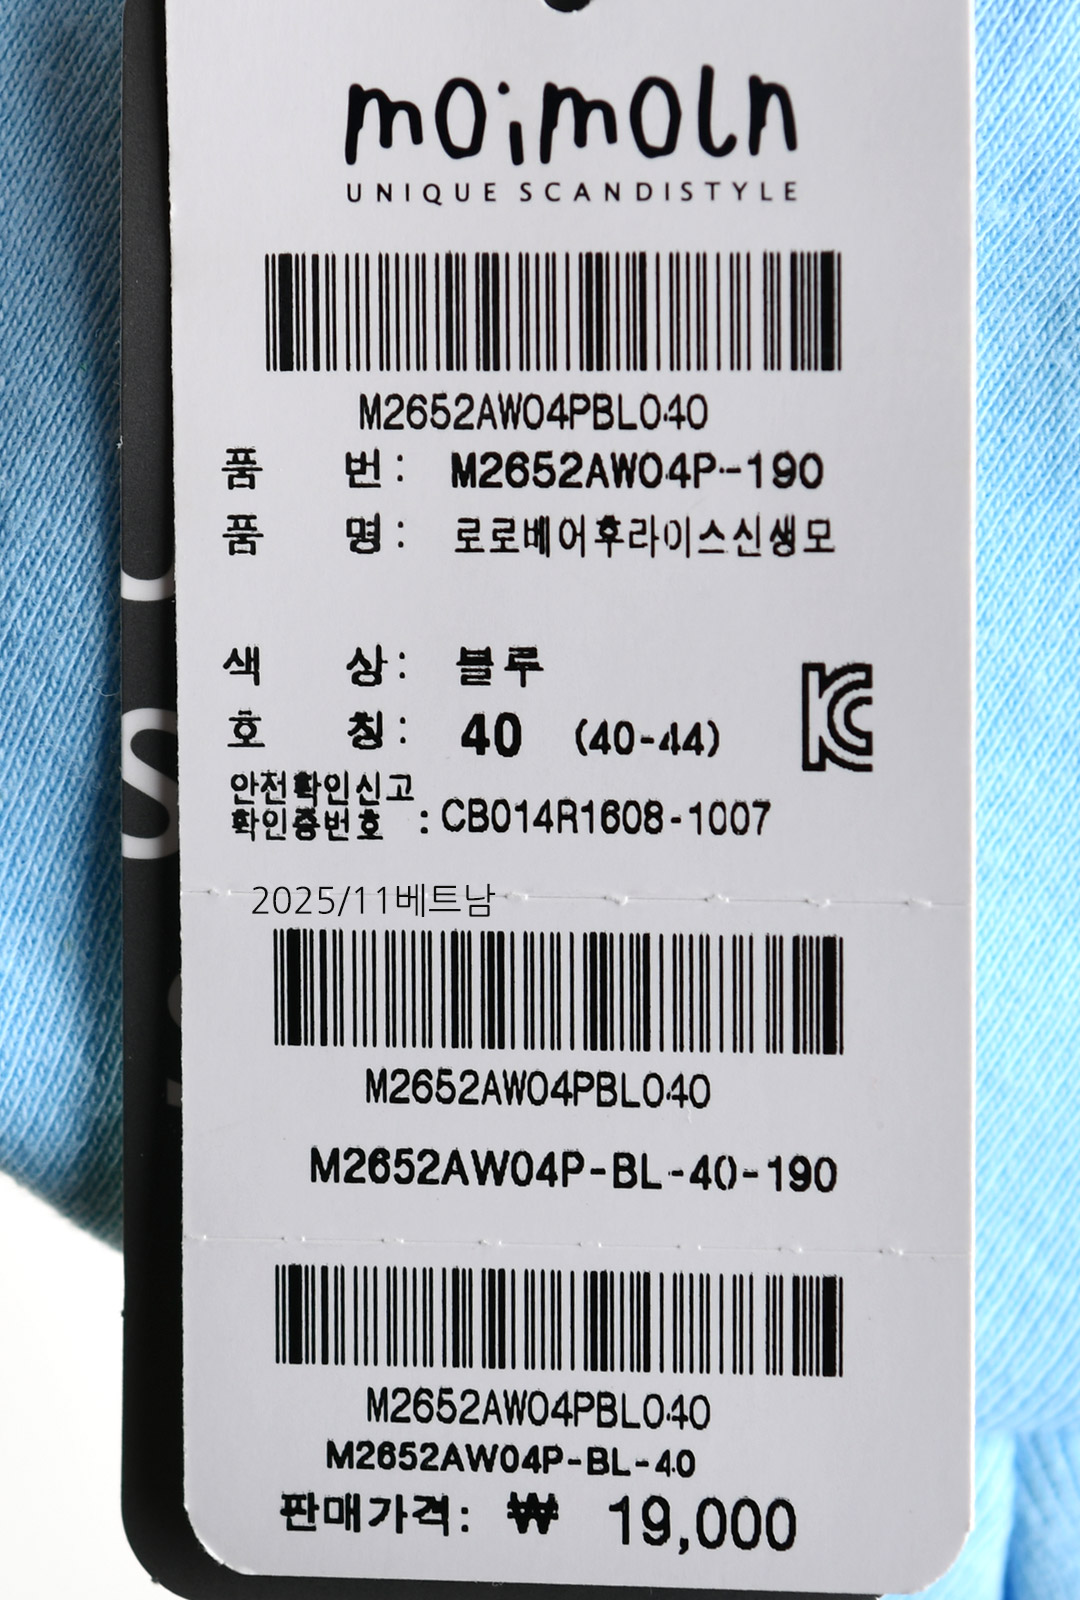 moimoln
UNIQUE SCANDISTYLE
M2652AW04PBL040
품 번 : M2652AW04P-190
품 명 : 로로베어후라이스신생모
색 상 : 블루
호 칭 : 40 (40-44)
안전확인신고
확인증번호 : CB014R1608-1007
2025/11베트남
M2652AW04PBL040
M2652AW04P-BL-40-190
M2652AW04PBL040
M2652AW04P-BL-40
판매가격: ₩ 19,000